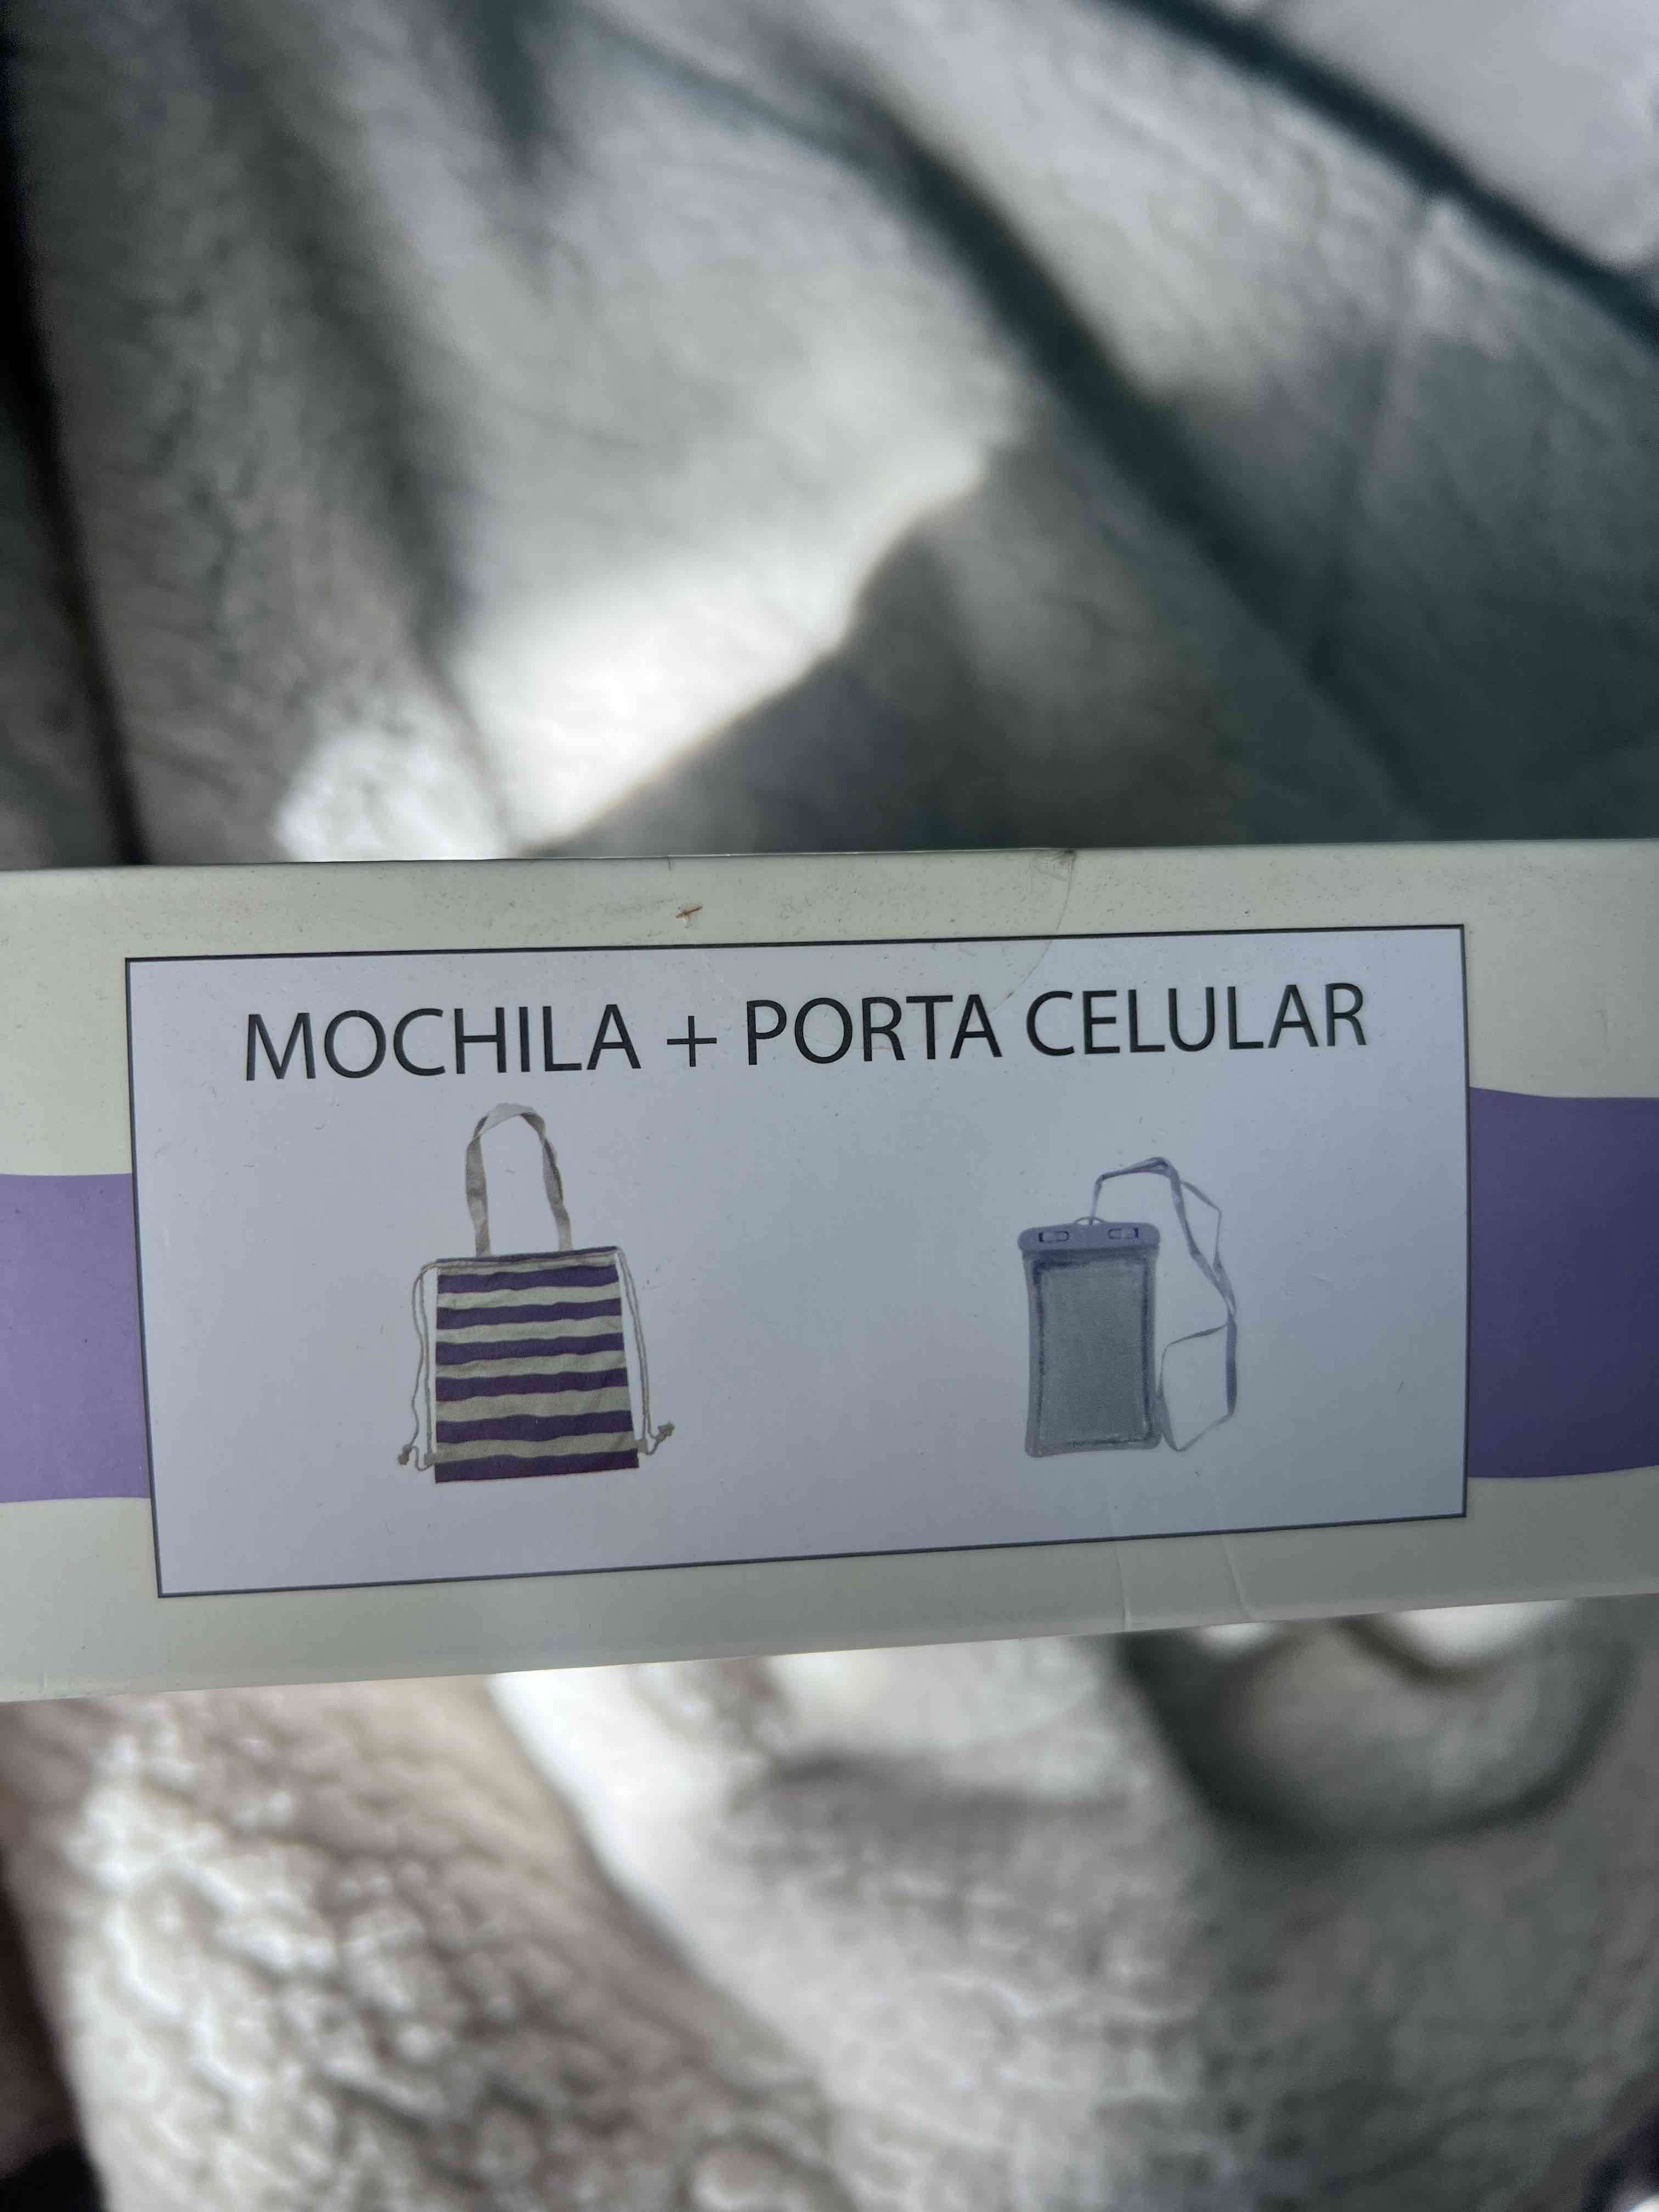 MOCHILA + PORTA CELULAR